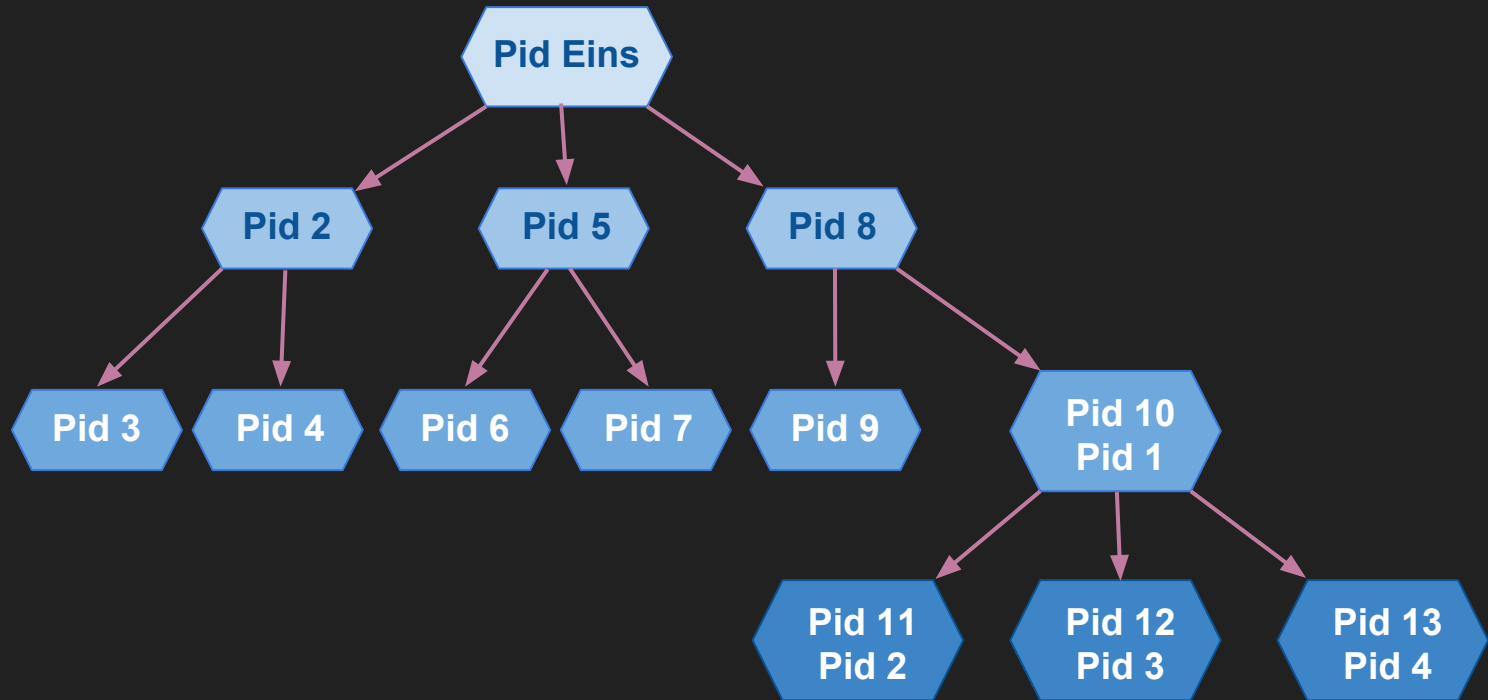 Pid Eins
Pid 2
Pid 5
Pid 8
Pid 3
Pid 4
Pid 6
Pid 7
Pid 9
Pid 10
Pid 1
Pid 11
Pid 2
Pid 12
Pid 3
Pid 13
Pid 4